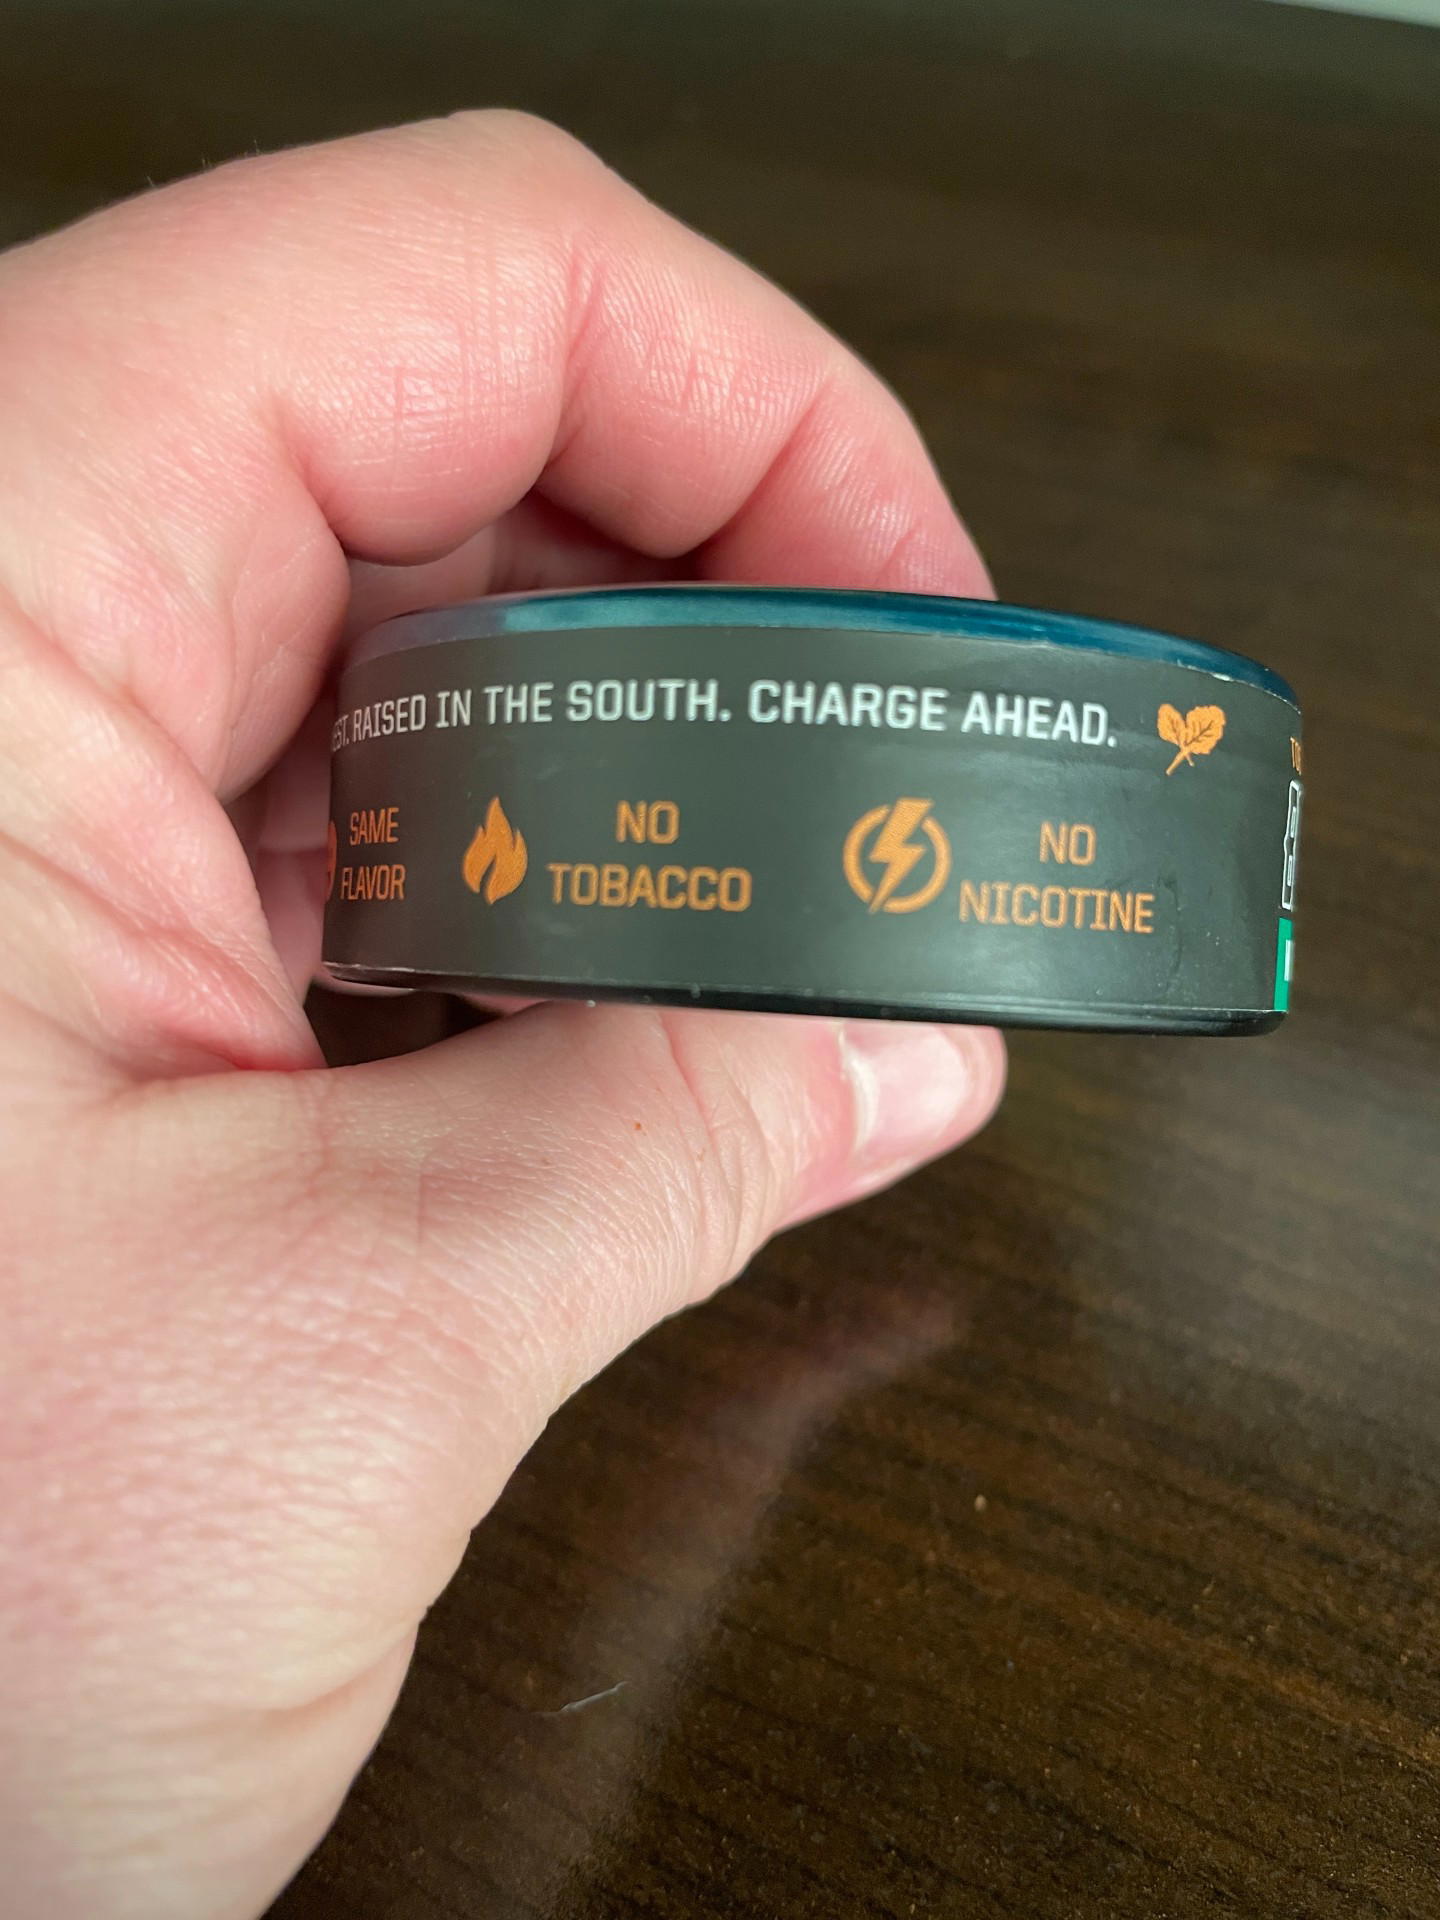 RAISED IN THE SOUTH. CHARGE AHEAD.
SAME
FLAVOR
NO
TOBACCO
NO
NICOTINE